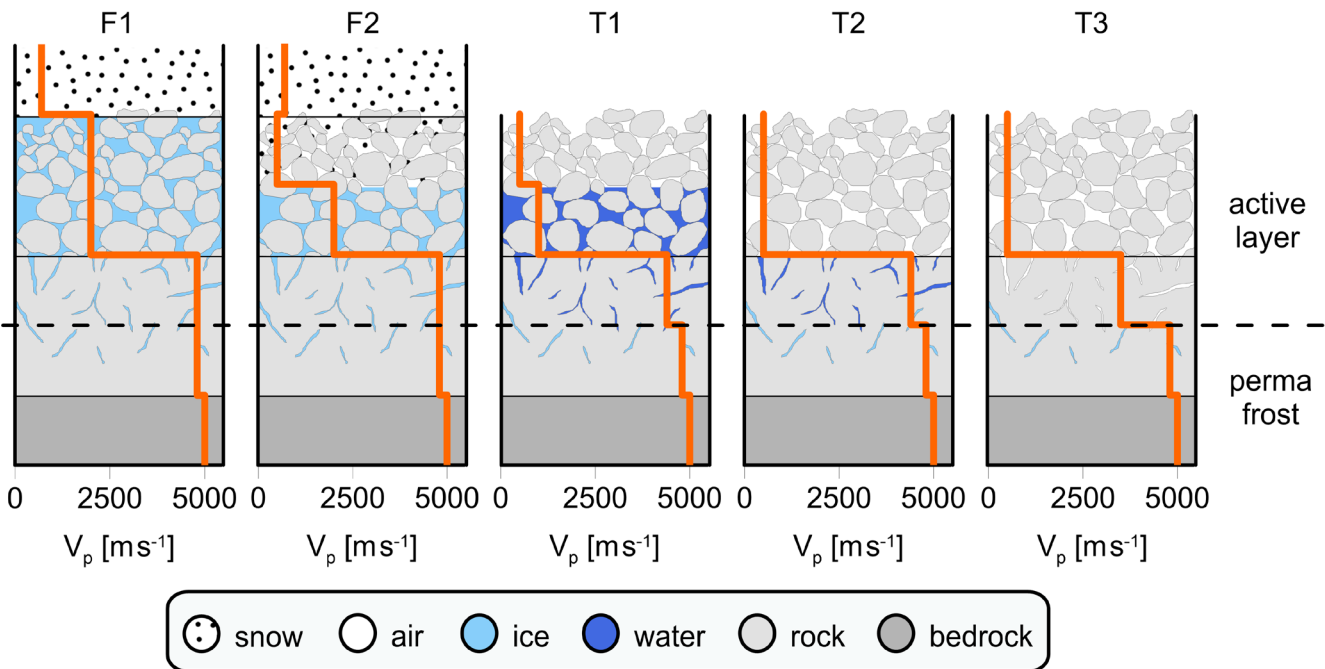 F1 F2 T1 T2 T3
active
layer
perma
frost
0 2500 5000 0 2500 5000 0 2500 5000 0 2500 5000 0 2500 5000
Vp [ms-1] Vp [ms-1] Vp [ms-1] Vp [ms-1] Vp [ms-1]
snow air ice water rock bedrock